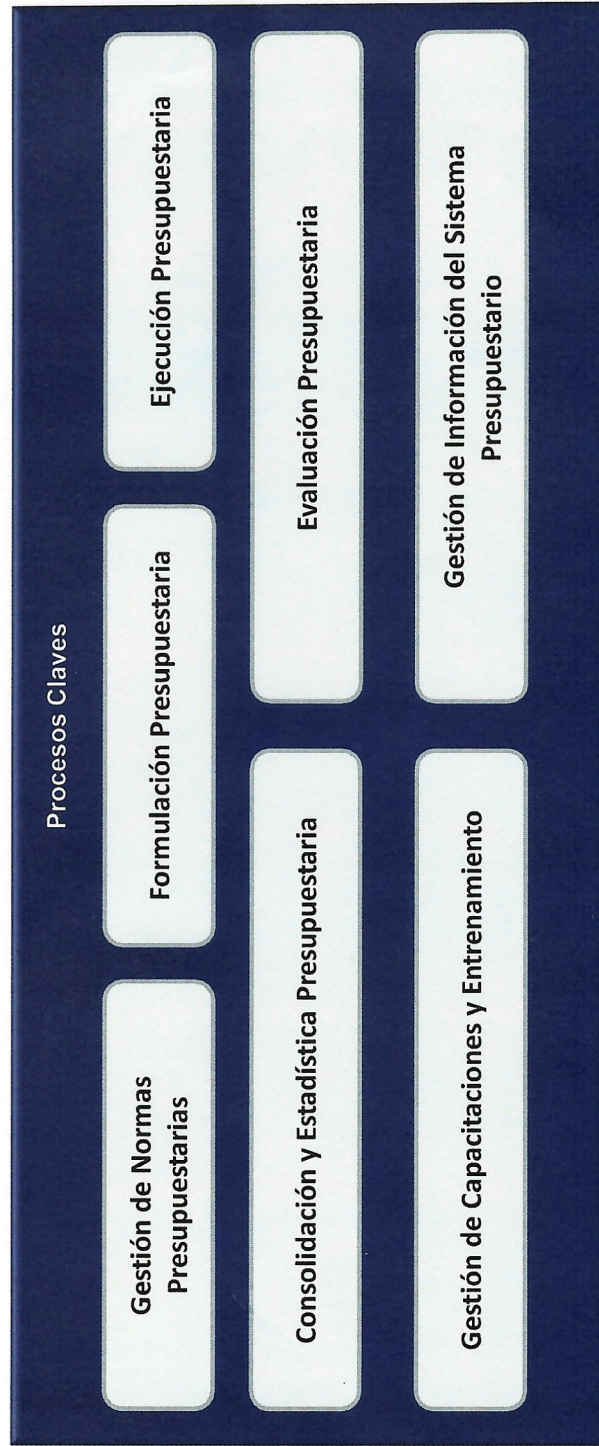 Procesos Claves
Gestión de Normas
Presupuestarias
Formulación Presupuestaria
Ejecución Presupuestaria
Consolidación y Estadística Presupuestaria
Evaluación Presupuestaria
Gestión de Capacitaciones y Entrenamiento
Gestión de Información del Sistema
Presupuestario